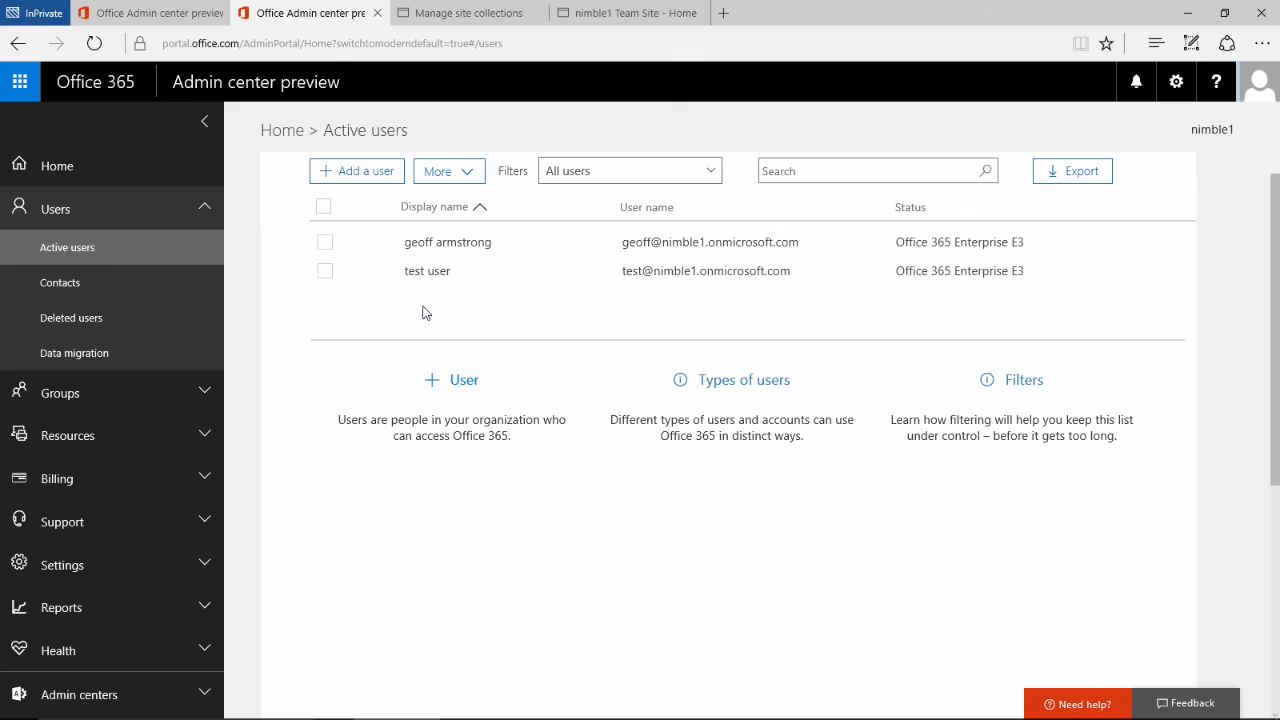 InPrivate
Office Admin center preview
Office Admin center pre
Manage site collections
nimble1 Team Site - Home
portal.office.com/AdminPortal/Home?switchtomoderndefault=true#/users
Office 365
Admin center preview
?
Home > Active users
nimble1
Home
Users
Active users
Contacts
Deleted users
Data migration
Groups
Resources
Billing
Support
Settings
Reports
Health
Admin centers
+ Add a user
More
Filters
All users
Search
Export
Display name
User name
Status
geoff armstrong
geoff@nimble1.onmicrosoft.com
Office 365 Enterprise E3
test user
test@nimble1.onmicrosoft.com
Office 365 Enterprise E3
+ User
Users are people in your organization who
can access Office 365.
Types of users
Different types of users and accounts can use
Office 365 in distinct ways.
Filters
Learn how filtering will help you keep this list
under control – before it gets too long.
Need help?
Feedback